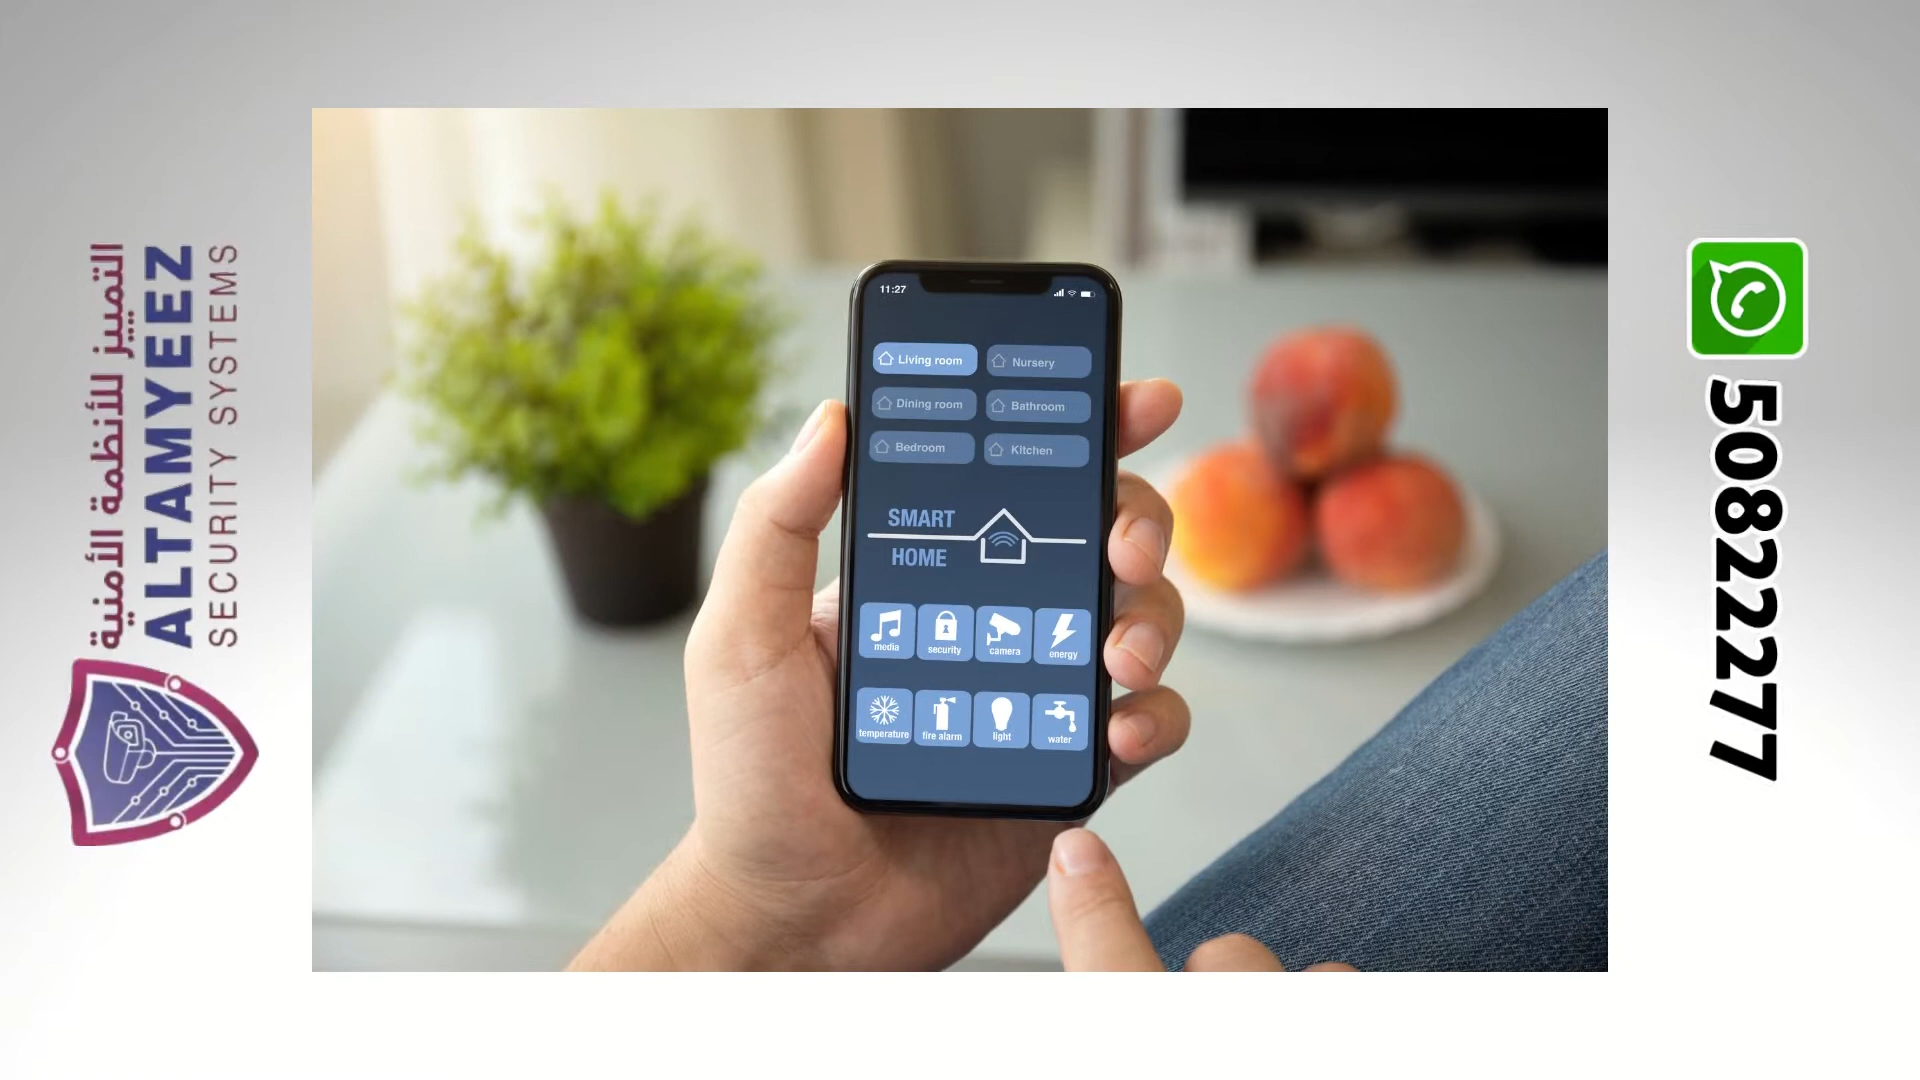 التمييز للأنظمة الأمنية
ALTAMYEEZ
SECURITY SYSTEMS
11:27
Living room
Nursery
Dining room
Bathroom
Bedroom
Kitchen
SMART
HOME
media
security
camera
energy
temperature
fire alarm
light
water
50822277